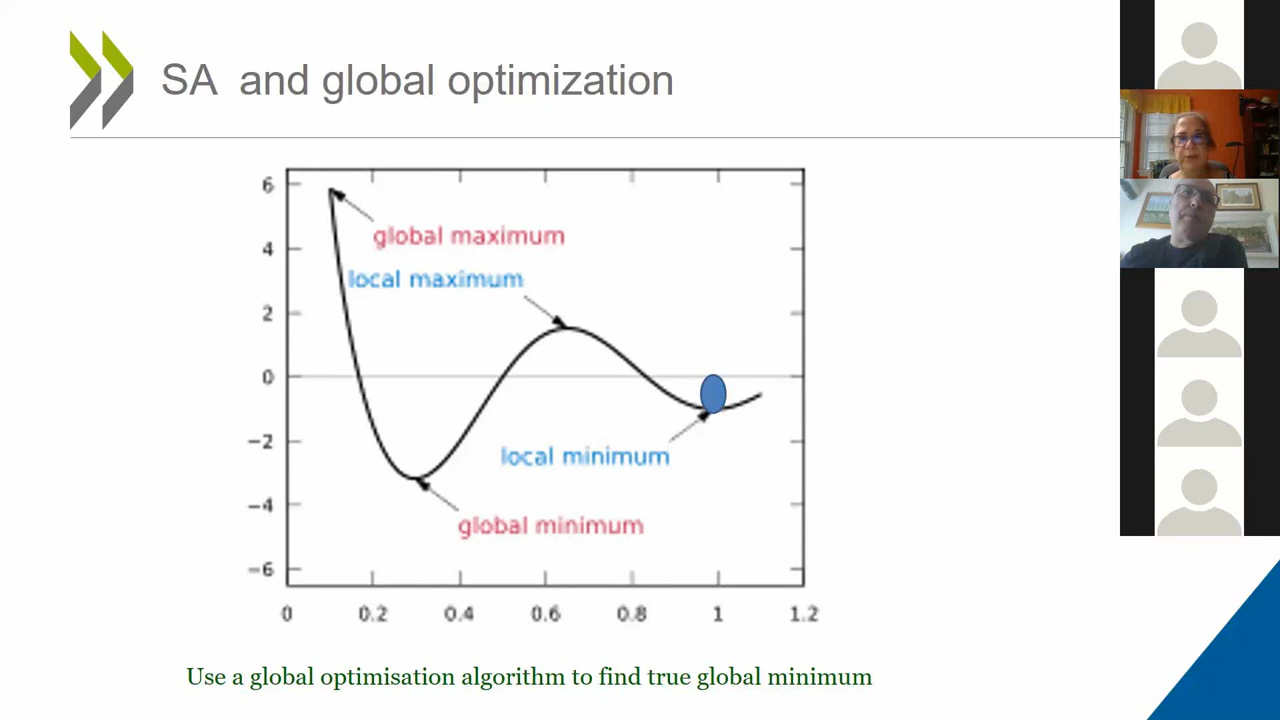 SA and global optimization
6
global maximum
4
local maximum
2
0
−2
local minimum
−4
global minimum
−6
0 0.2 0.4 0.6 0.8 1 1.2
Use a global optimisation algorithm to find true global minimum